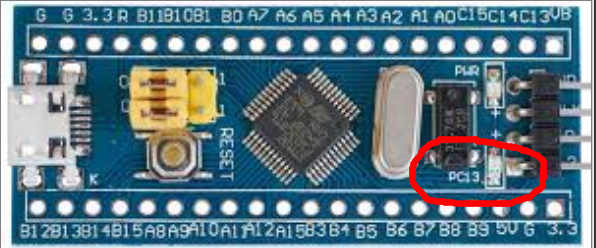 G G 3.3 R B11 B10 B1 B0 A7 A6 A5 A4 A3 A2 A1 A0 C15 C14 C13 VB
PWR
RESET
K
PC13
B12 B13 B14 B15 A8 A9 A10 A11 A12 A15 B3 B4 B5 B6 B7 B8 B9 5V G 3.3